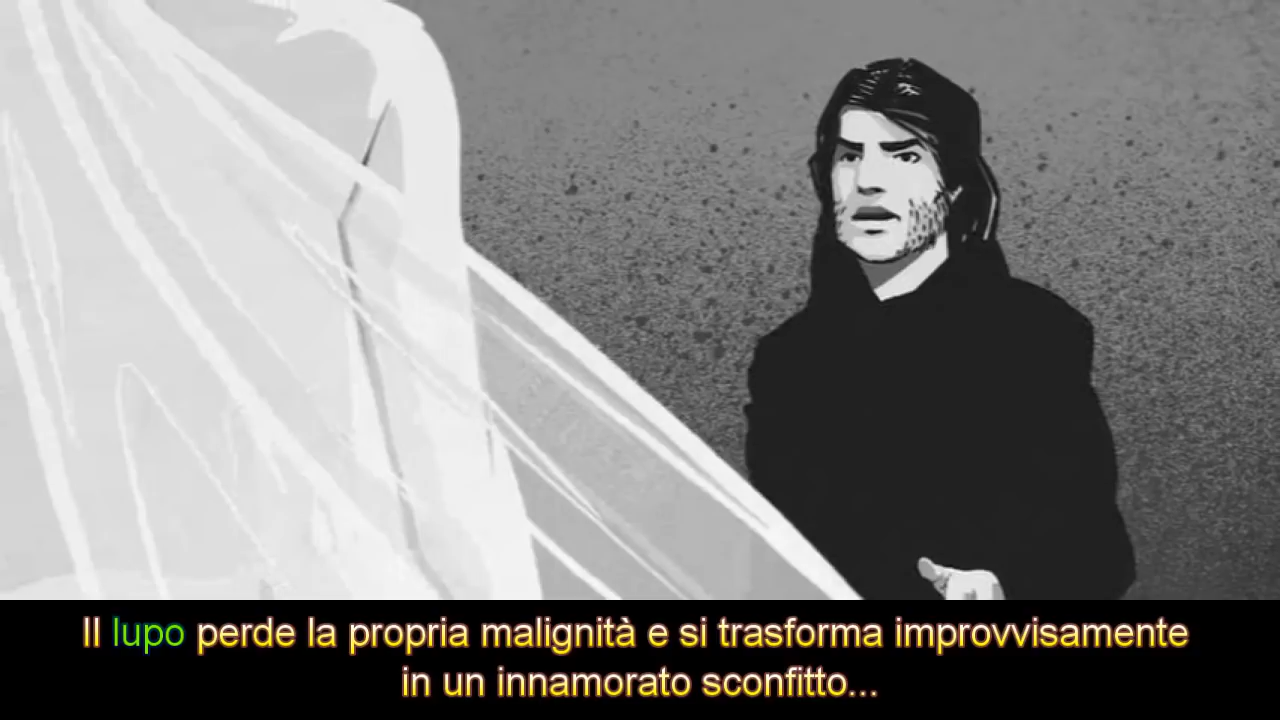 Il lupo perde la propria malignità e si trasforma improvvisamente
in un innamorato sconfitto...